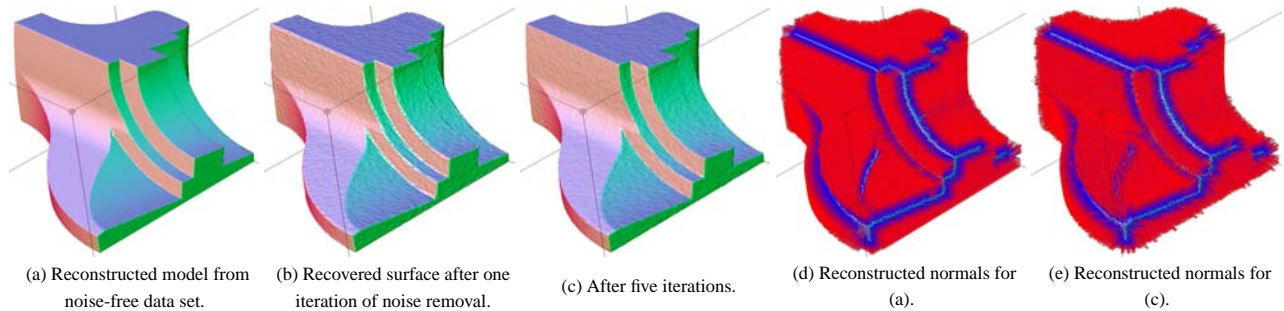 (a) Reconstructed model from
noise-free data set.
(b) Recovered surface after one
iteration of noise removal.
(c) After five iterations.
(d) Reconstructed normals for
(a).
(e) Reconstructed normals for
(c).